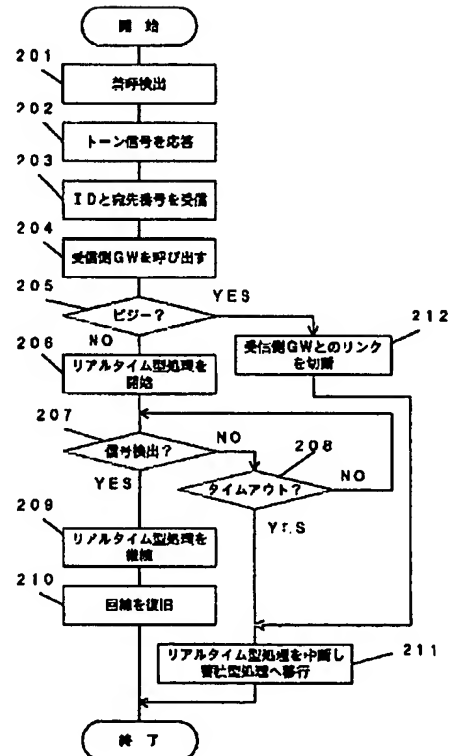 開 始
201
着呼検出
202
トーン信号を応答
203
IDと宛先番号を受信
204
受信側GWを呼び出す
205
ビジー?
YES
212
受信側GWとのリンク
を切断
NO
206
リアルタイム型処理を
開始
207
信号検出?
NO
208
タイムアウト?
NO
YES
YES
209
リアルタイム型処理を
継続
210
回線を復旧
リアルタイム型処理を中断し
蓄積型処理へ移行
211
終 了